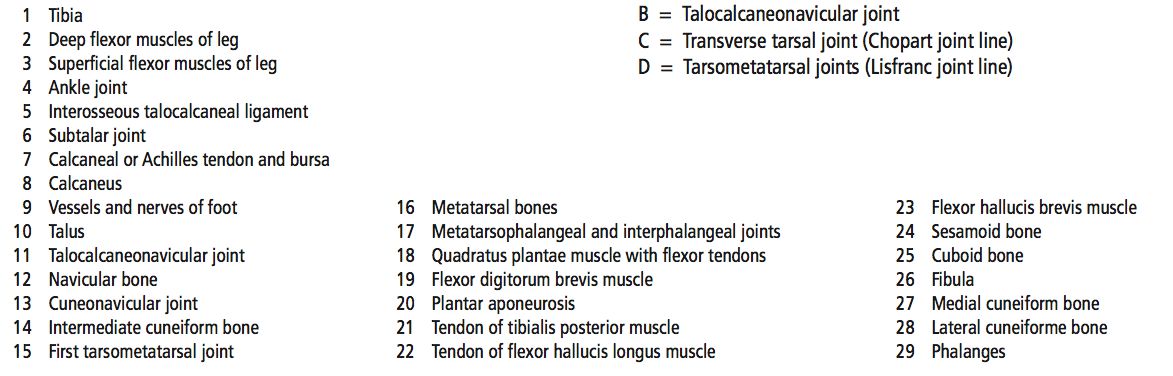 1 Tibia
2 Deep flexor muscles of leg
3 Superficial flexor muscles of leg
4 Ankle joint
5 Interosseous talocalcaneal ligament
6 Subtalar joint
7 Calcaneal or Achilles tendon and bursa
8 Calcaneus
9 Vessels and nerves of foot
10 Talus
11 Talocalcaneonavicular joint
12 Navicular bone
13 Cuneonavicular joint
14 Intermediate cuneiform bone
15 First tarsometatarsal joint
16 Metatarsal bones
17 Metatarsophalangeal and interphalangeal joints
18 Quadratus plantae muscle with flexor tendons
19 Flexor digitorum brevis muscle
20 Plantar aponeurosis
21 Tendon of tibialis posterior muscle
22 Tendon of flexor hallucis longus muscle
B = Talocalcaneonavicular joint
C = Transverse tarsal joint (Chopart joint line)
D = Tarsometatarsal joints (Lisfranc joint line)
23 Flexor hallucis brevis muscle
24 Sesamoid bone
25 Cuboid bone
26 Fibula
27 Medial cuneiform bone
28 Lateral cuneiforme bone
29 Phalanges